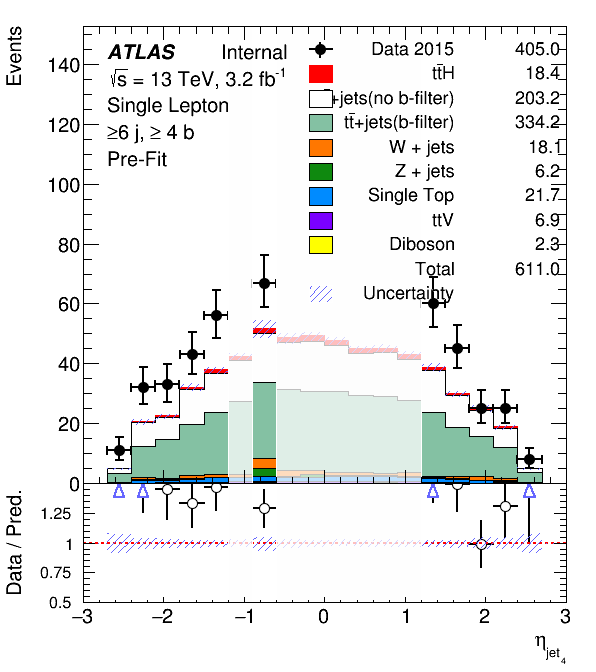 Events
ATLAS Internal
√s = 13 TeV, 3.2 fb⁻¹
Single Lepton
≥6 j, ≥ 4 b
Pre-Fit
Data 2015 405.0
tt̄H 18.4
+jets(no b-filter) 203.2
tt̄+jets(b-filter) 334.2
W + jets 18.1
Z + jets 6.2
Single Top 21.7
ttV 6.9
Diboson 2.3
Total 611.0
Uncertainty
140
120
100
80
60
40
20
0
Data / Pred.
1.25
1
0.75
0.5
−3 −2 −1 0 1 2 3
η jet 4